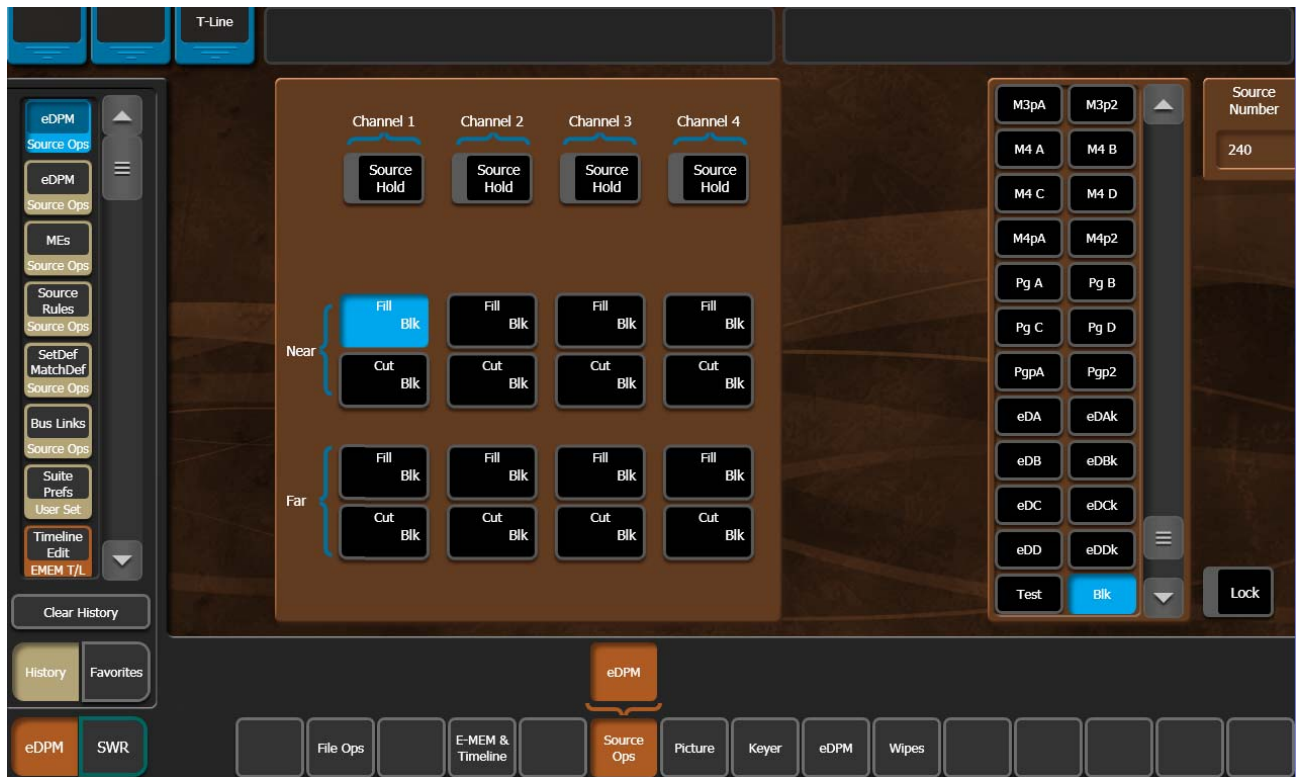 T-Line
eDPM
Source Ops
eDPM
Source Ops
MEs
Source Ops
Source
Rules
Source Ops
SetDef
MatchDef
Source Ops
Bus Links
Source Ops
Suite
Prefs
User Set
Timeline
Edit
EMEM T/L
Clear History
History Favorites
eDPM SWR
Channel 1 Channel 2 Channel 3 Channel 4
Source Source Source Source
Hold Hold Hold Hold
Near
Fill Fill Fill Fill
Blk Blk Blk Blk
Cut Cut Cut Cut
Blk Blk Blk Blk
Far
Fill Fill Fill Fill
Blk Blk Blk Blk
Cut Cut Cut Cut
Blk Blk Blk Blk
M3pA M3p2
M4 A M4 B
M4 C M4 D
M4pA M4p2
Pg A Pg B
Pg C Pg D
PgpA Pgp2
eDA eDAk
eDB eDBk
eDC eDCk
eDD eDDk
Test Blk
Source
Number
240
Lock
eDPM
File Ops
E-MEM &
Timeline
Source
Ops
Picture
Keyer
eDPM
Wipes